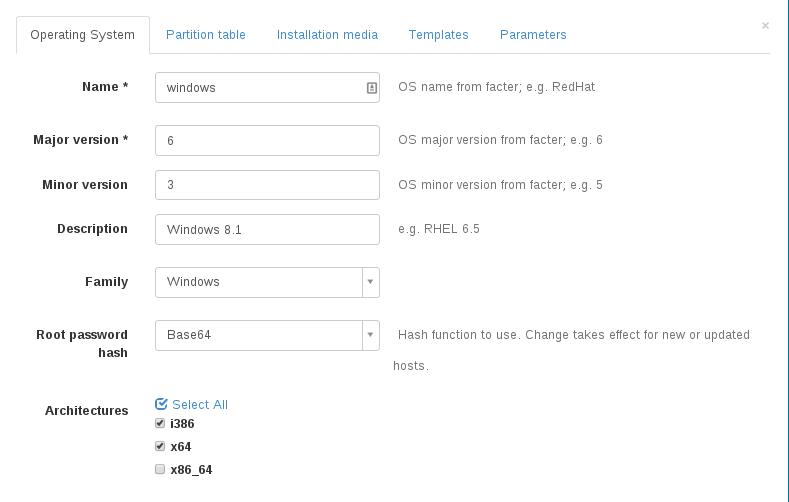 Operating System Partition table Installation media Templates Parameters ×
Name * windows OS name from facter; e.g. RedHat
Major version * 6 OS major version from facter; e.g. 6
Minor version 3 OS minor version from facter; e.g. 5
Description Windows 8.1 e.g. RHEL 6.5
Family Windows
Root password Base64 Hash function to use. Change takes effect for new or updated
hash
hosts.
Architectures Select All
i386
x64
x86_64